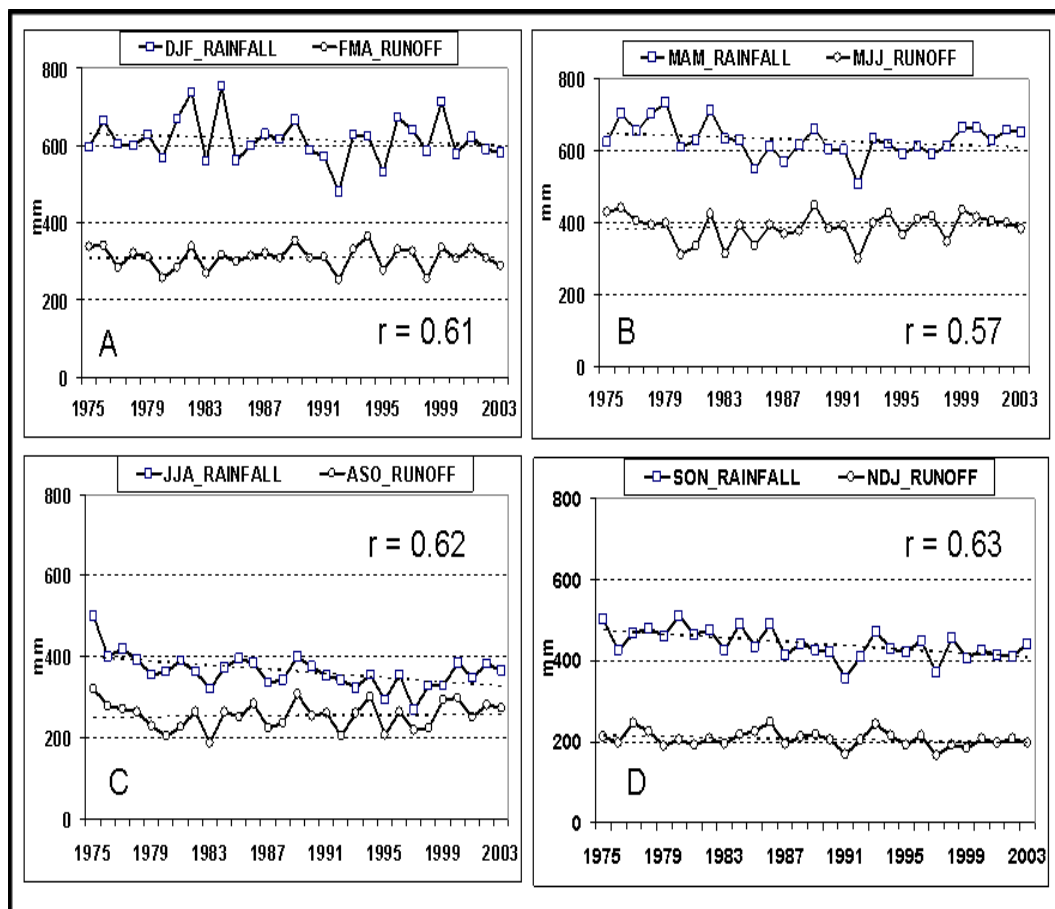 DJF_RAINFALL FMA_RUNOFF
800
600
400
200
0
mm
A
r = 0.61
1975 1979 1983 1987 1991 1995 1999 2003
MAM_RAINFALL MJJ_RUNOFF
800
600
400
200
0
mm
B
r = 0.57
1975 1979 1983 1987 1991 1995 1999 2003
JJA_RAINFALL ASO_RUNOFF
800
600
400
200
0
mm
r = 0.62
C
1975 1979 1983 1987 1991 1995 1999 2003
SON_RAINFALL NDJ_RUNOFF
800
600
400
200
0
mm
r = 0.63
D
1975 1979 1983 1987 1991 1995 1999 2003